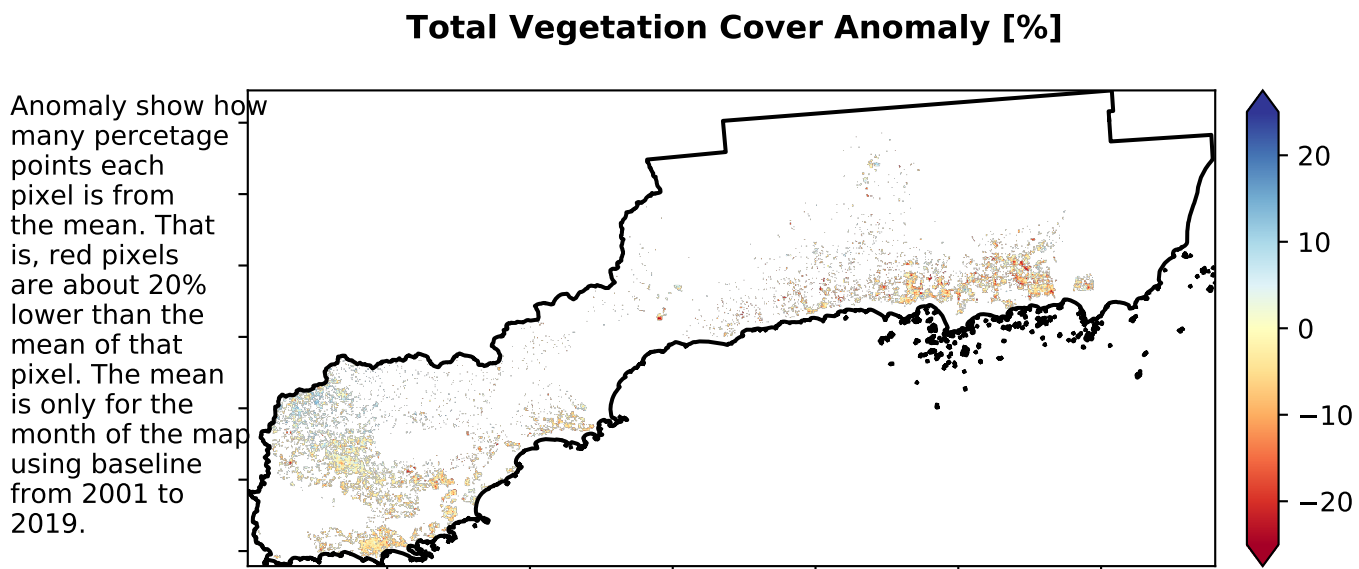 Total Vegetation Cover Anomaly [%]
Anomaly show how
many percetage
points each
pixel is from
the mean. That
is, red pixels
are about 20%
lower than the
mean of that
pixel. The mean
is only for the
month of the map
using baseline
from 2001 to
2019.
20
10
0
−10
−20